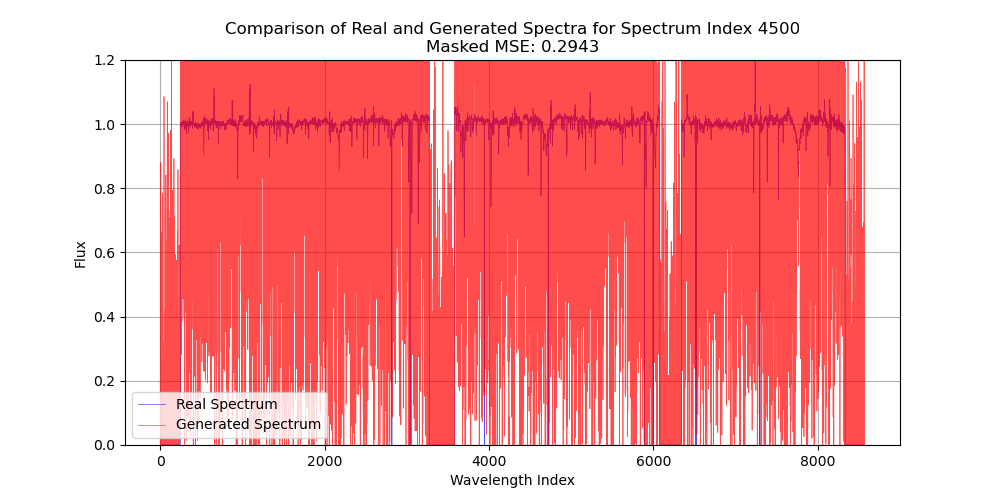 Comparison of Real and Generated Spectra for Spectrum Index 4500
Masked MSE: 0.2943
1.2
1.0
0.8
0.6
0.4
0.2
0.0
Flux
Real Spectrum
Generated Spectrum
0 2000 4000 6000 8000
Wavelength Index